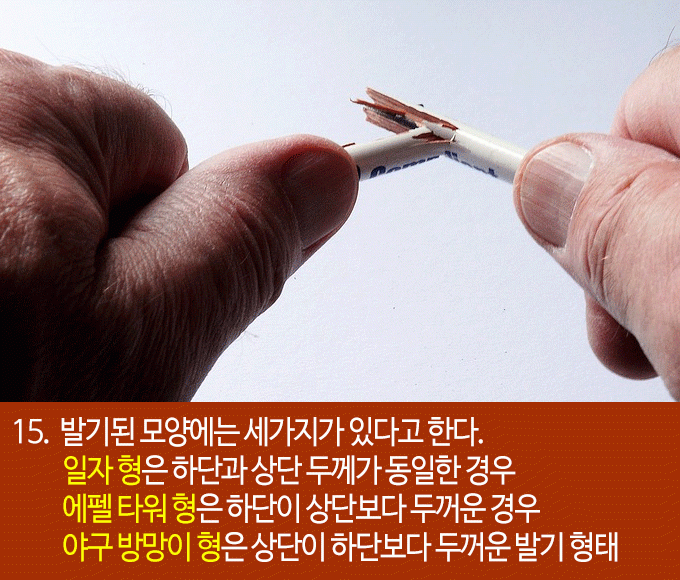 15. 발기된 모양에는 세가지가 있다고 한다.
일자 형은 하단과 상단 두께가 동일한 경우
에펠 타워 형은 하단이 상단보다 두꺼운 경우
야구 방망이 형은 상단이 하단보다 두꺼운 발기 형태